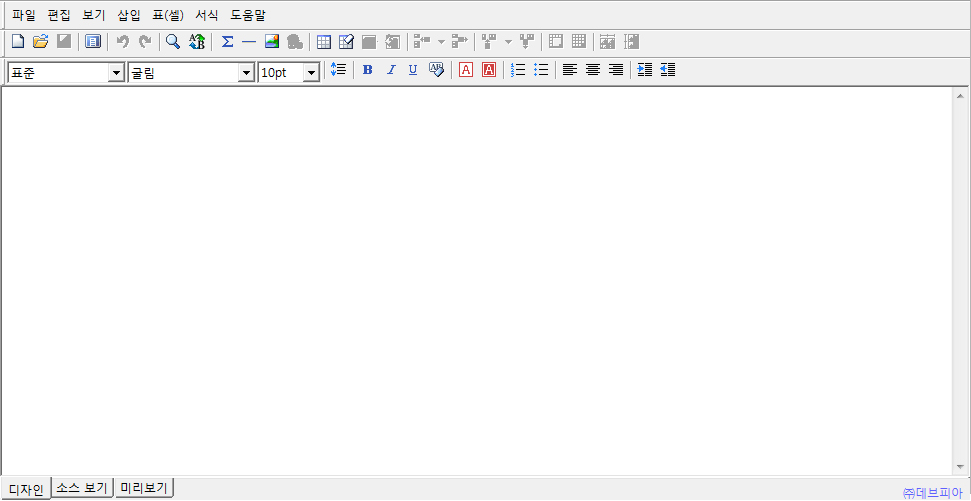 파일 편집 보기 삽입 표(셀) 서식 도움말
표준 굴림 10pt B I U A A
디자인 소스 보기 미리보기
㈜데브피아